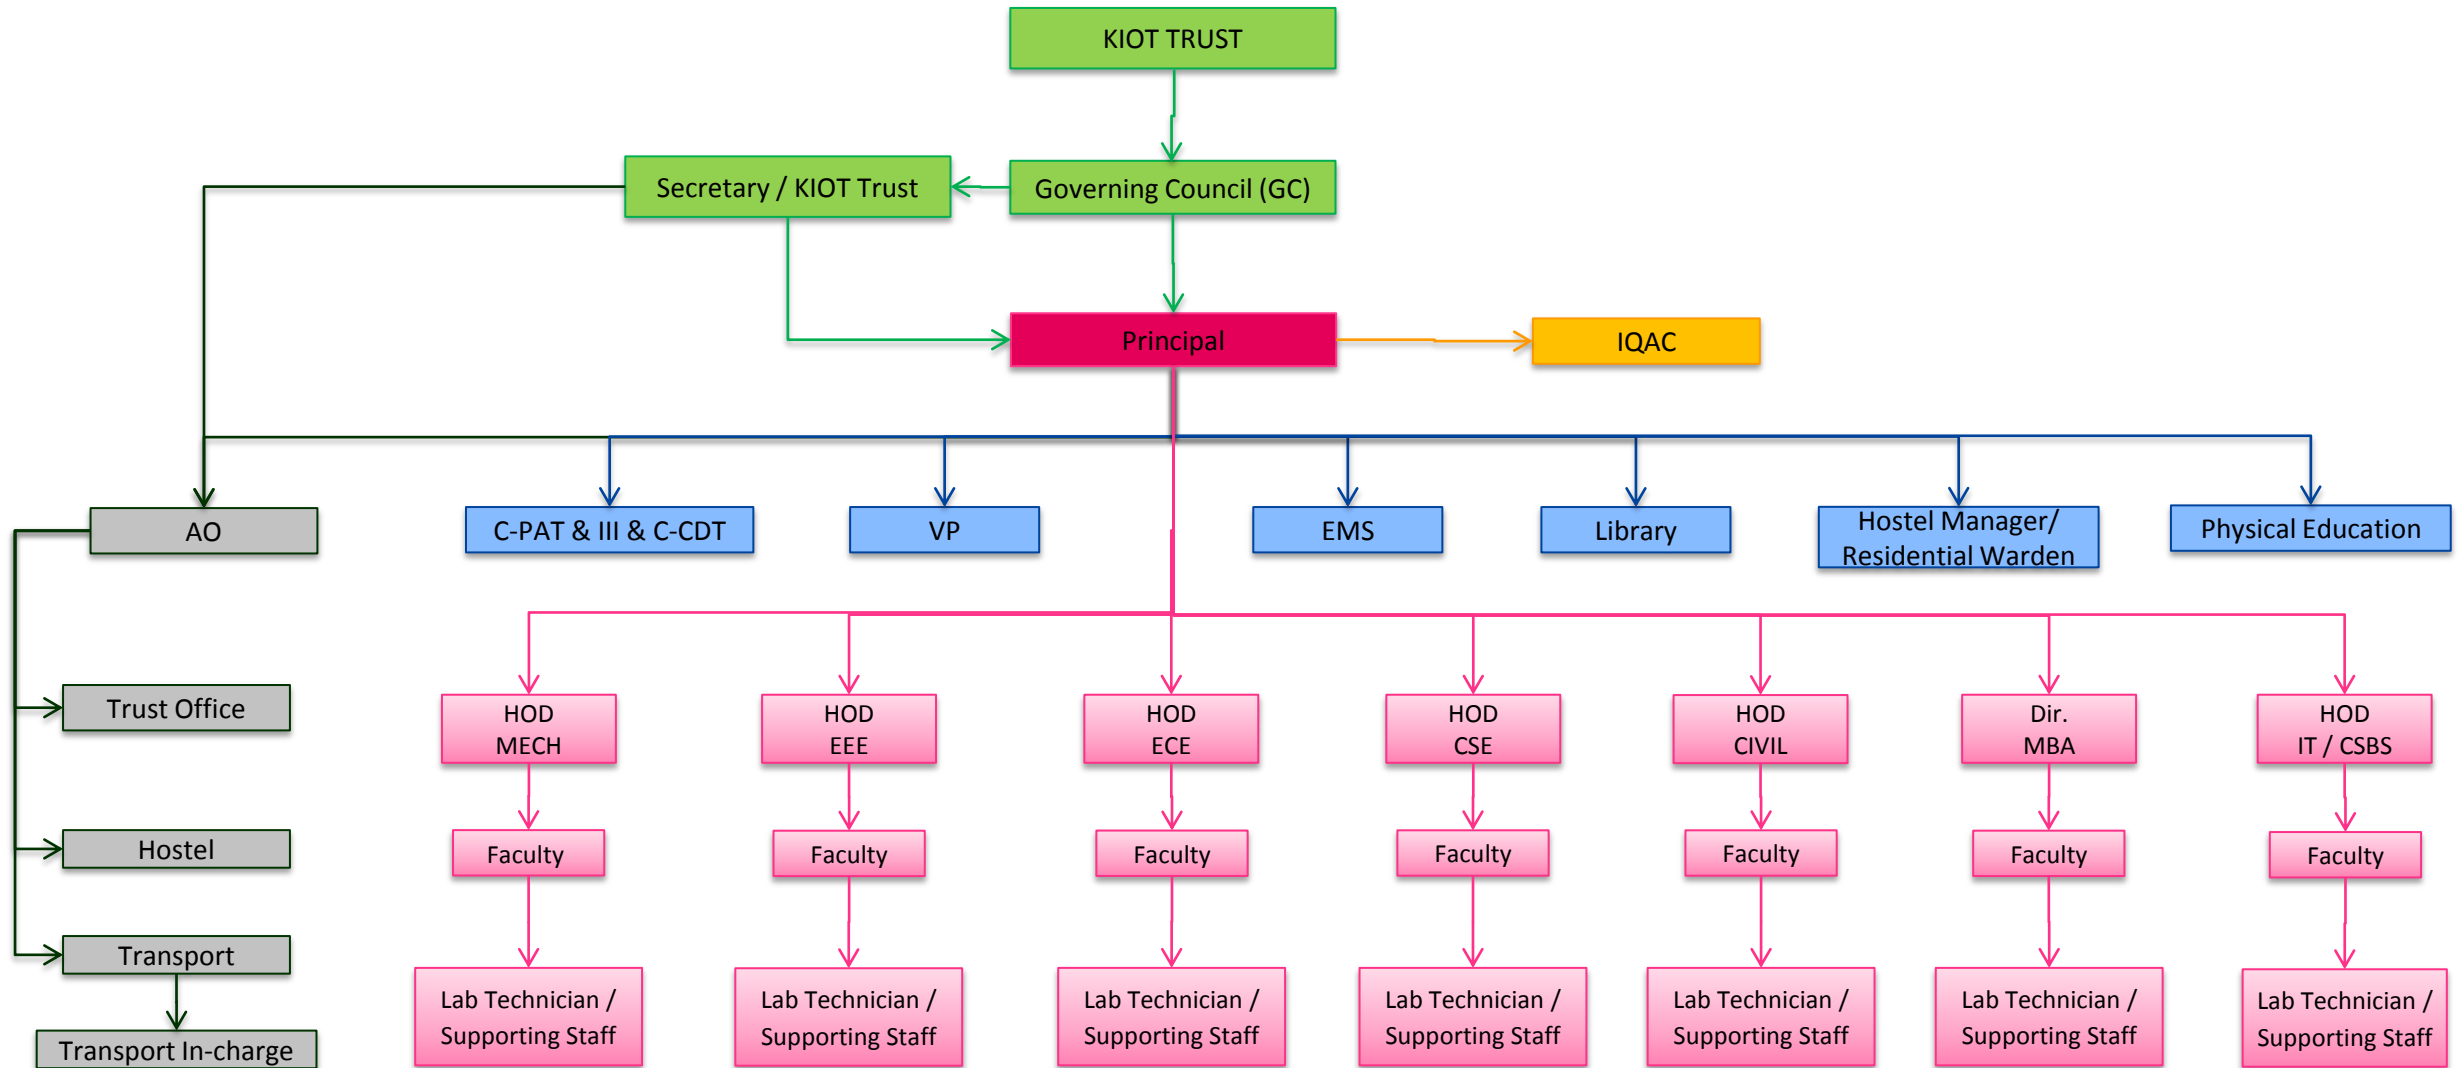 KIOT TRUST
Secretary / KIOT Trust
Governing Council (GC)
Principal
IQAC
AO
C-PAT & III & C-CDT
VP
EMS
Library
Hostel Manager/
Residential Warden
Physical Education
Trust Office
Hostel
Transport
Transport In-charge
HOD
MECH
HOD
EEE
HOD
ECE
HOD
CSE
HOD
CIVIL
Dir.
MBA
HOD
IT / CSBS
Faculty
Faculty
Faculty
Faculty
Faculty
Faculty
Faculty
Lab Technician /
Supporting Staff
Lab Technician /
Supporting Staff
Lab Technician /
Supporting Staff
Lab Technician /
Supporting Staff
Lab Technician /
Supporting Staff
Lab Technician /
Supporting Staff
Lab Technician /
Supporting Staff